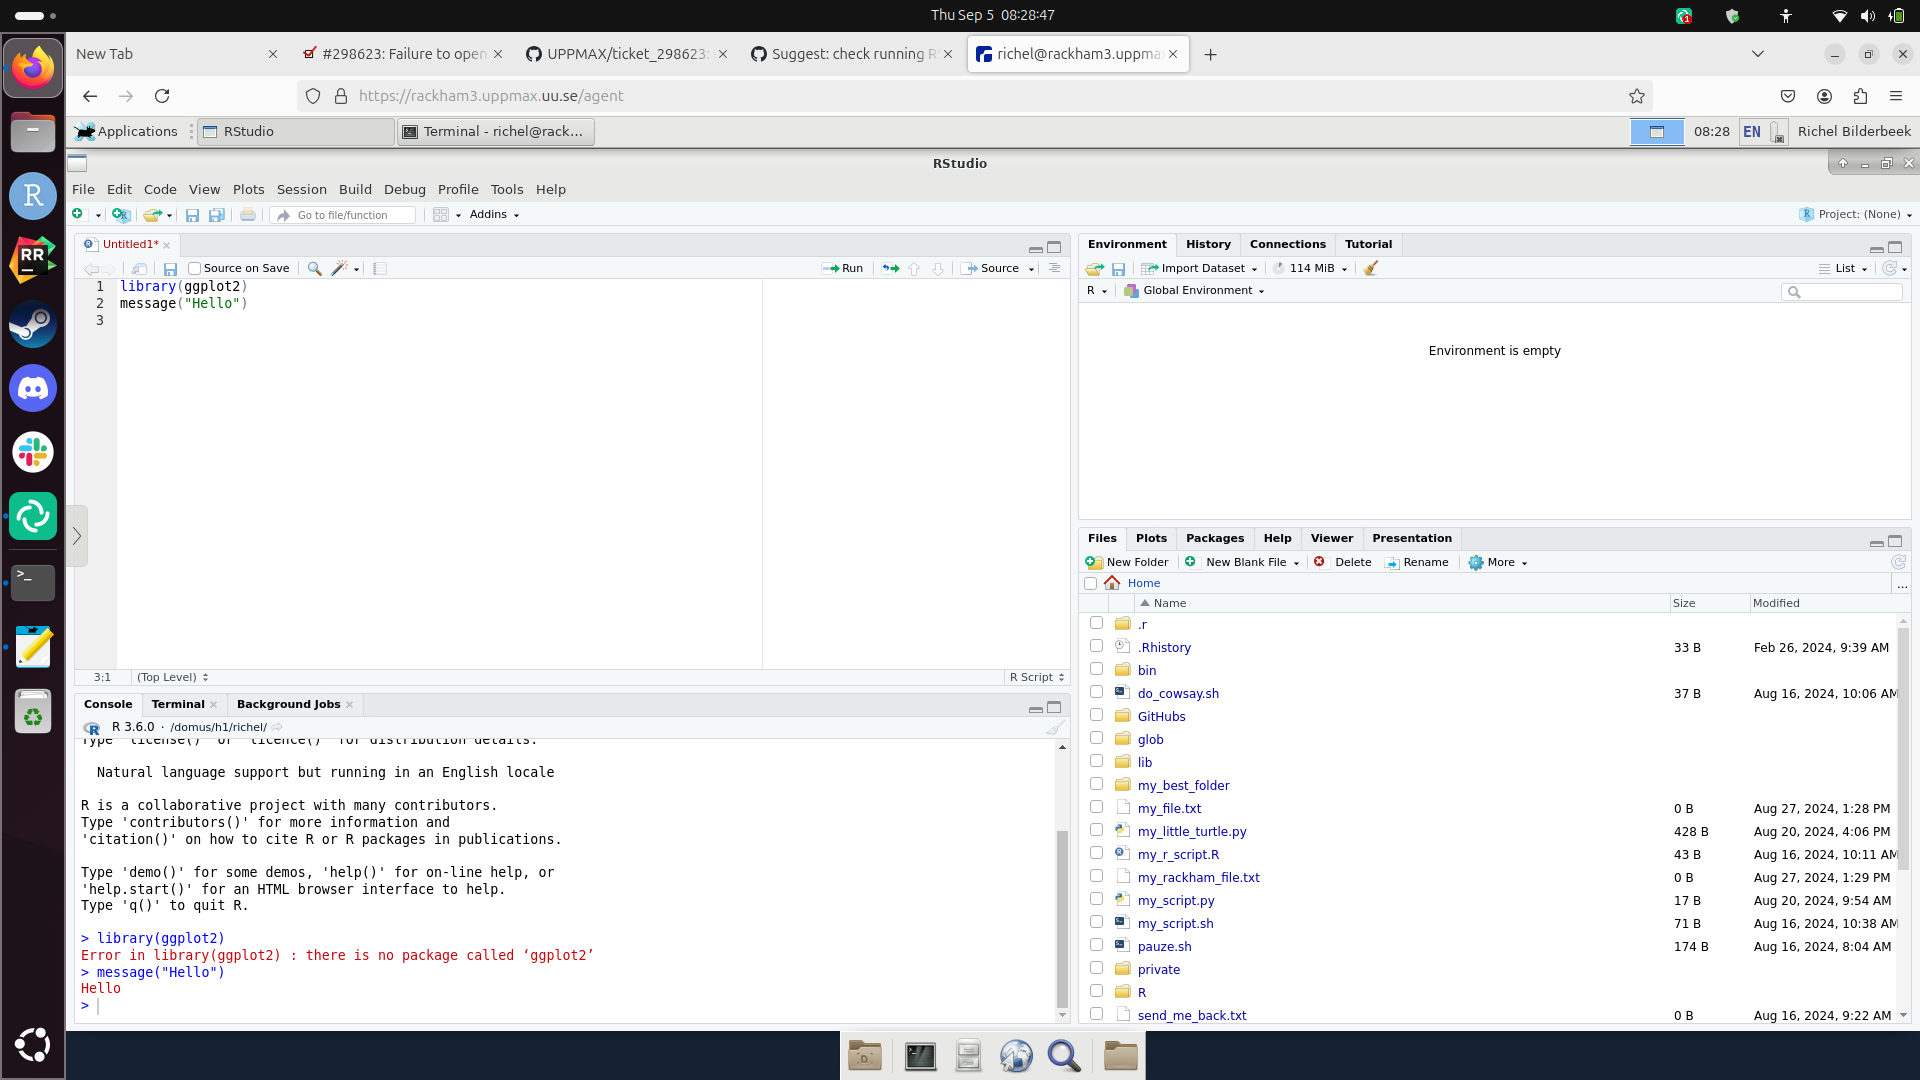 Thu Sep 5  08:28:47
New Tab
#298623: Failure to open
UPPMAX/ticket_298623:
Suggest: check running R
richel@rackham3.uppma
https://rackham3.uppmax.uu.se/agent
Applications
RStudio
Terminal - richel@rack...
08:28
EN
Richel Bilderbeek
RStudio
File Edit Code View Plots Session Build Debug Profile Tools Help
Go to file/function
Addins
Project: (None)
Untitled1*
Source on Save
Run
Source
1 library(ggplot2)
2 message("Hello")
3
3:1
(Top Level)
R Script
Console
Terminal
Background Jobs
R 3.6.0 · /domus/h1/richel/
Type 'license()' or 'licence()' for distribution details.
Natural language support but running in an English locale
R is a collaborative project with many contributors.
Type 'contributors()' for more information and
'citation()' on how to cite R or R packages in publications.
Type 'demo()' for some demos, 'help()' for on-line help, or
'help.start()' for an HTML browser interface to help.
Type 'q()' to quit R.
> library(ggplot2)
Error in library(ggplot2) : there is no package called ‘ggplot2’
> message("Hello")
Hello
>
Environment History Connections Tutorial
Import Dataset
114 MiB
List
R
Global Environment
Environment is empty
Files Plots Packages Help Viewer Presentation
New Folder
New Blank File
Delete
Rename
More
Home
...
Name Size Modified
.r
.Rhistory 33 B Feb 26, 2024, 9:39 AM
bin
do_cowsay.sh 37 B Aug 16, 2024, 10:06 AM
GitHubs
glob
lib
my_best_folder
my_file.txt 0 B Aug 27, 2024, 1:28 PM
my_little_turtle.py 428 B Aug 20, 2024, 4:06 PM
my_r_script.R 43 B Aug 16, 2024, 10:11 AM
my_rackham_file.txt 0 B Aug 27, 2024, 1:29 PM
my_script.py 17 B Aug 20, 2024, 9:54 AM
my_script.sh 71 B Aug 16, 2024, 10:38 AM
pauze.sh 174 B Aug 16, 2024, 8:04 AM
private
R
send_me_back.txt 0 B Aug 16, 2024, 9:22 AM